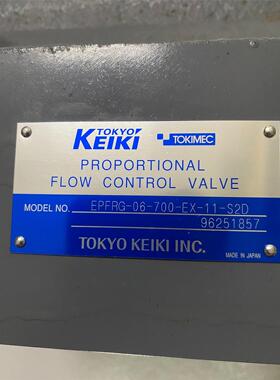 TOKYO
KEIKI TOKIMEC
PROPORTIONAL
FLOW CONTROL VALVE
MODEL NO. EPFRG-06-700-EX-11-S2D
96251857
TOKYO KEIKI INC.
MADE IN JAPAN